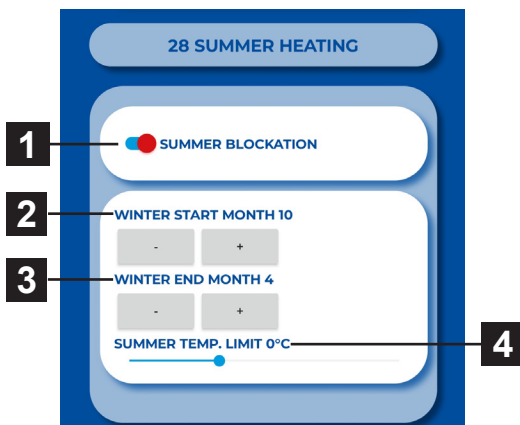 28 SUMMER HEATING
1
SUMMER BLOCKATION
2
WINTER START MONTH 10
- +
3
WINTER END MONTH 4
- +
SUMMER TEMP. LIMIT 0°C
4